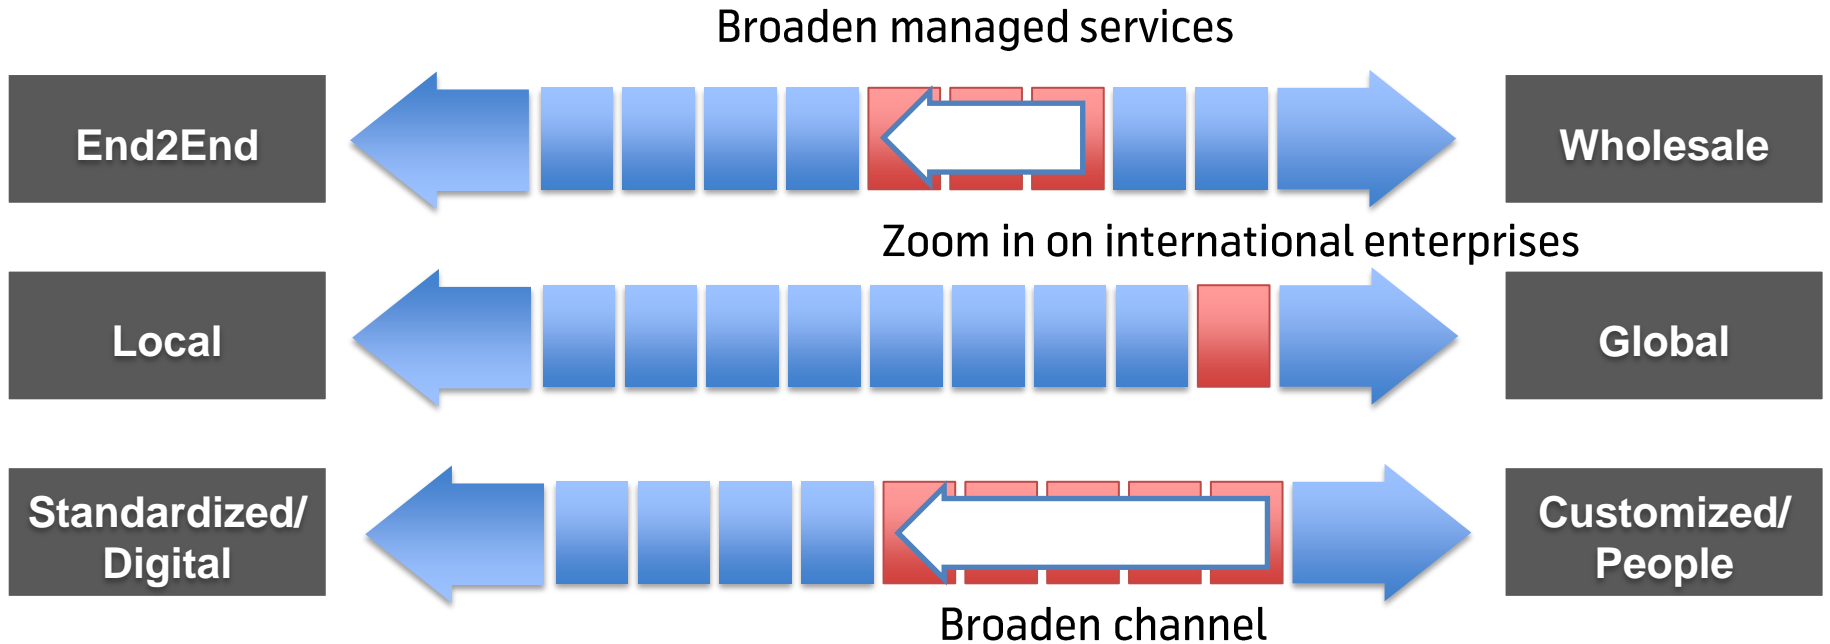 Broaden managed services
End2End
Wholesale
Zoom in on international enterprises
Local
Global
Standardized/
Digital
Customized/
People
Broaden channel